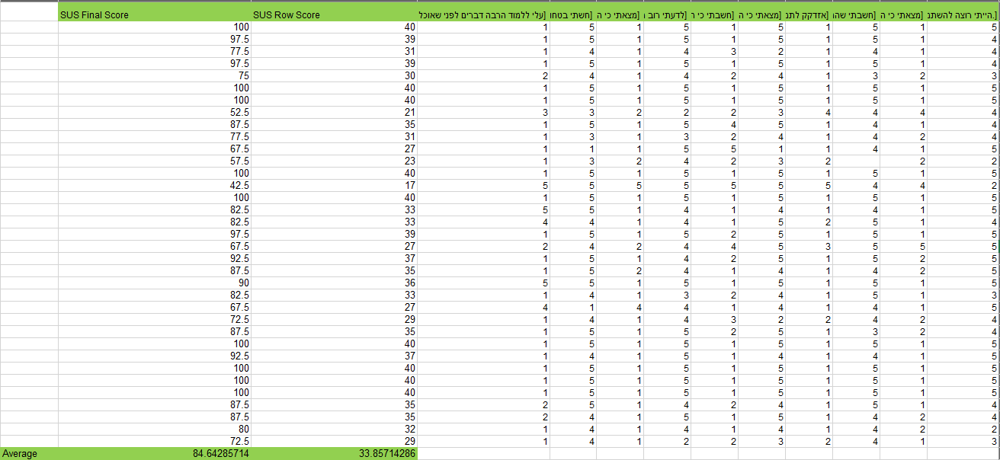 SUS Final Score SUS Row Score [עלי ללמוד הרבה דברים לפני שאוכל [חשתי בטחו [מצאתי כי ה [לדעתי רוב [חשבתי כי [מצאתי כי ה [אזדקק לתנ [חשבתי שהו [מצאתי כי ה [.הייתי רוצה להשתנ
100 40 1 5 1 5 1 5 1 5 1 5
97.5 39 1 5 1 5 1 5 1 5 1 4
77.5 31 1 4 1 4 3 2 1 4 1 4
97.5 39 1 5 1 5 1 5 1 5 1 4
75 30 2 4 1 4 2 4 1 3 2 3
100 40 1 5 1 5 1 5 1 5 1 5
100 40 1 5 1 5 1 5 1 5 1 5
52.5 21 3 3 2 2 2 3 4 4 4 4
87.5 35 1 5 1 5 4 5 1 4 1 4
77.5 31 1 3 1 3 2 4 1 4 2 4
67.5 27 1 1 1 5 5 1 1 4 1 5
57.5 23 1 3 2 4 2 3 2 2 2
100 40 1 5 1 5 1 5 1 5 1 5
42.5 17 5 5 5 5 5 5 5 4 4 2
100 40 1 5 1 5 1 5 1 5 1 5
82.5 33 5 5 1 4 1 4 1 4 1 5
82.5 33 4 4 1 4 1 5 2 5 1 4
97.5 39 1 5 1 5 2 5 1 5 1 5
67.5 27 2 4 2 4 4 5 3 5 5 5
92.5 37 1 5 1 4 2 5 1 5 2 5
87.5 35 1 5 2 4 1 4 1 4 2 5
90 36 5 5 1 5 1 5 1 5 1 5
82.5 33 1 4 1 3 2 4 1 5 1 3
67.5 27 4 1 4 4 1 4 1 4 1 5
72.5 29 1 4 1 4 3 2 2 4 2 4
87.5 35 1 5 1 5 2 5 1 3 2 4
100 40 1 5 1 5 1 5 1 5 1 5
92.5 37 1 4 1 5 1 4 1 4 1 5
100 40 1 5 1 5 1 5 1 5 1 5
100 40 1 5 1 5 1 5 1 5 1 5
100 40 1 5 1 5 1 5 1 5 1 5
87.5 35 2 5 1 4 2 4 1 5 1 4
87.5 35 2 4 1 5 1 5 1 4 2 4
80 32 1 4 1 4 1 4 1 4 2 2
72.5 29 1 4 1 2 2 3 2 4 1 3
Average 84.64285714 33.85714286